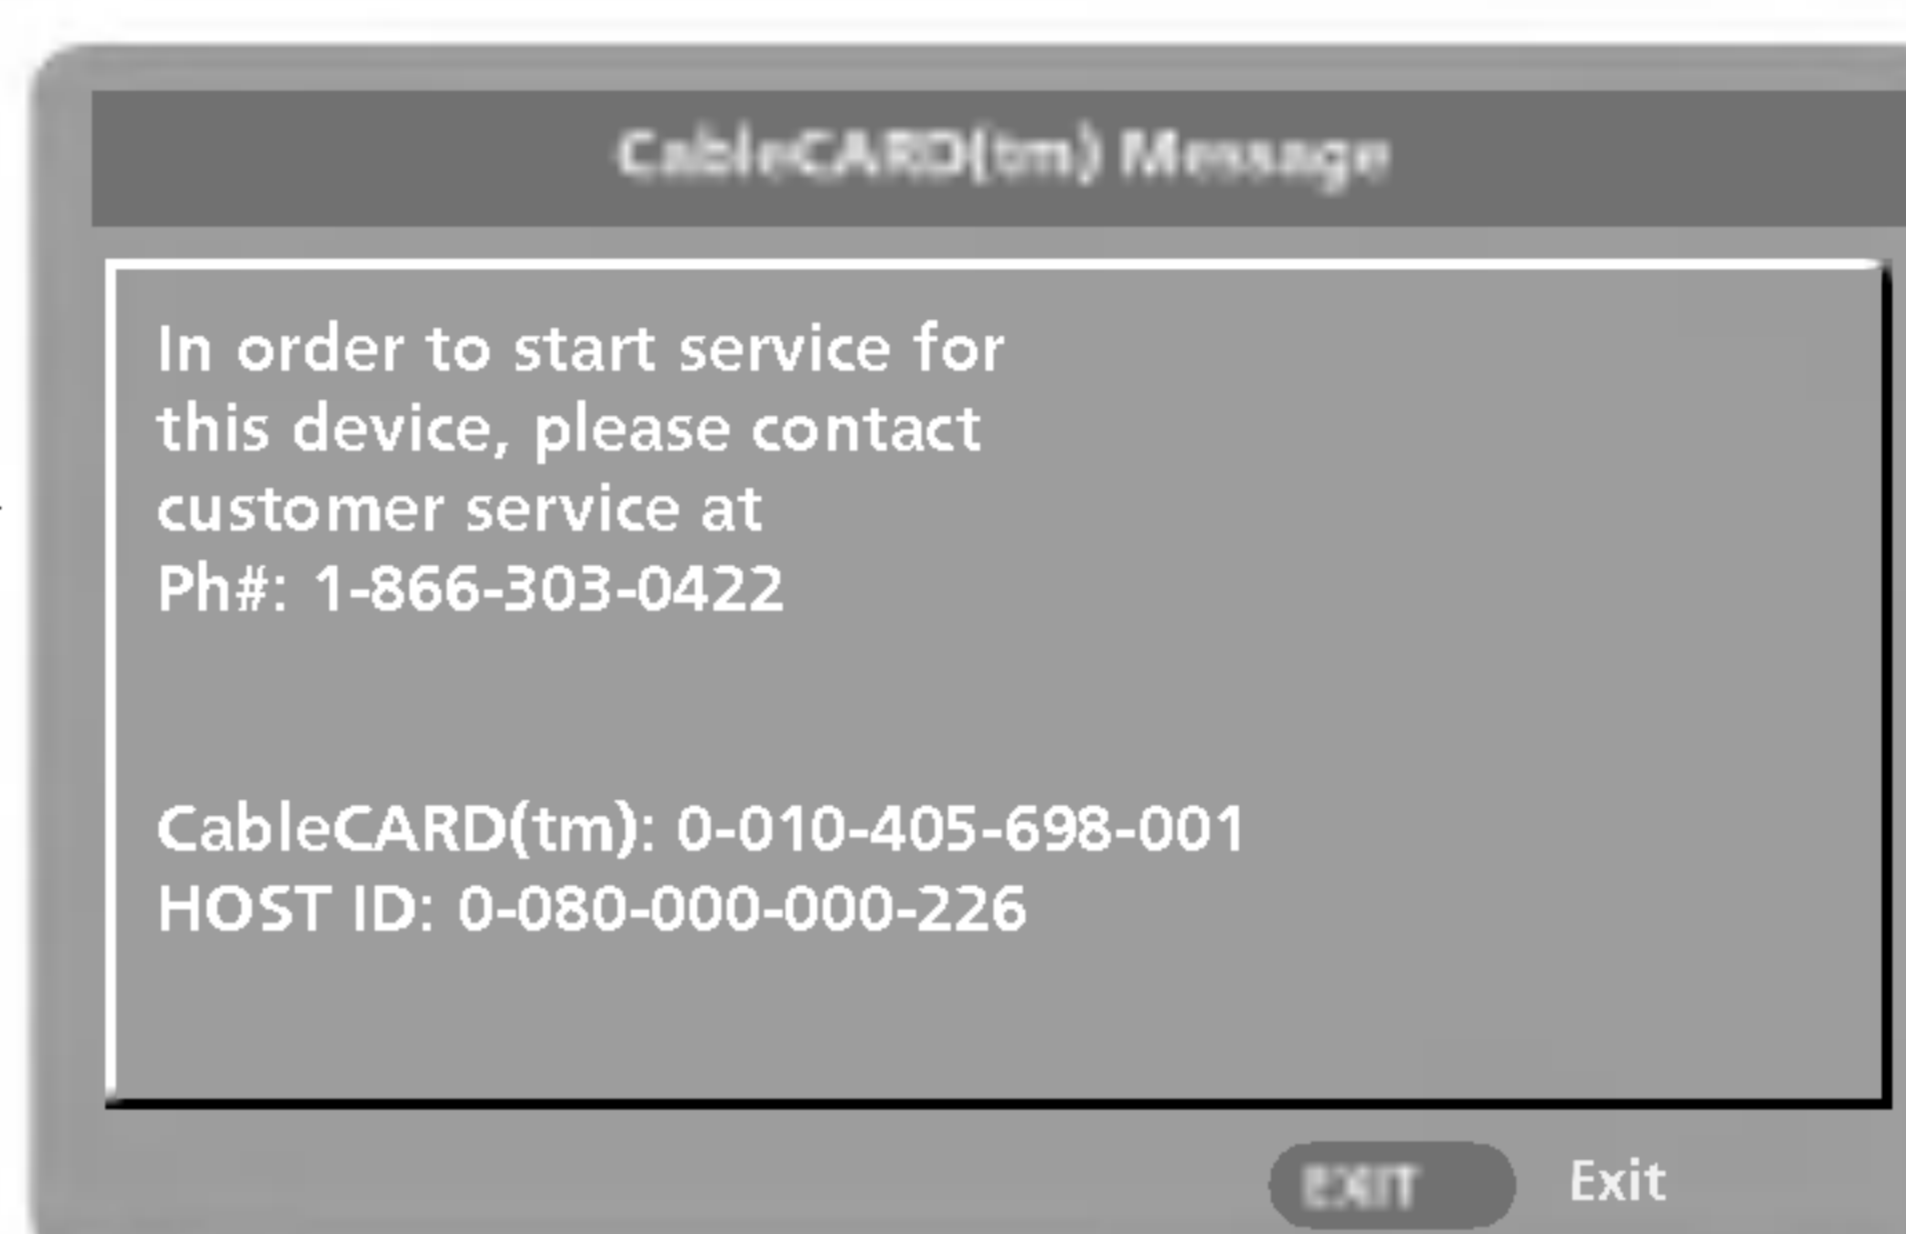 CableCARD(tm) Message
In order to start service for
this device, please contact
customer service at
Ph#: 1-866-303-0422
CableCARD(tm): 0-010-405-698-001
HOST ID: 0-080-000-000-226
EXIT Exit